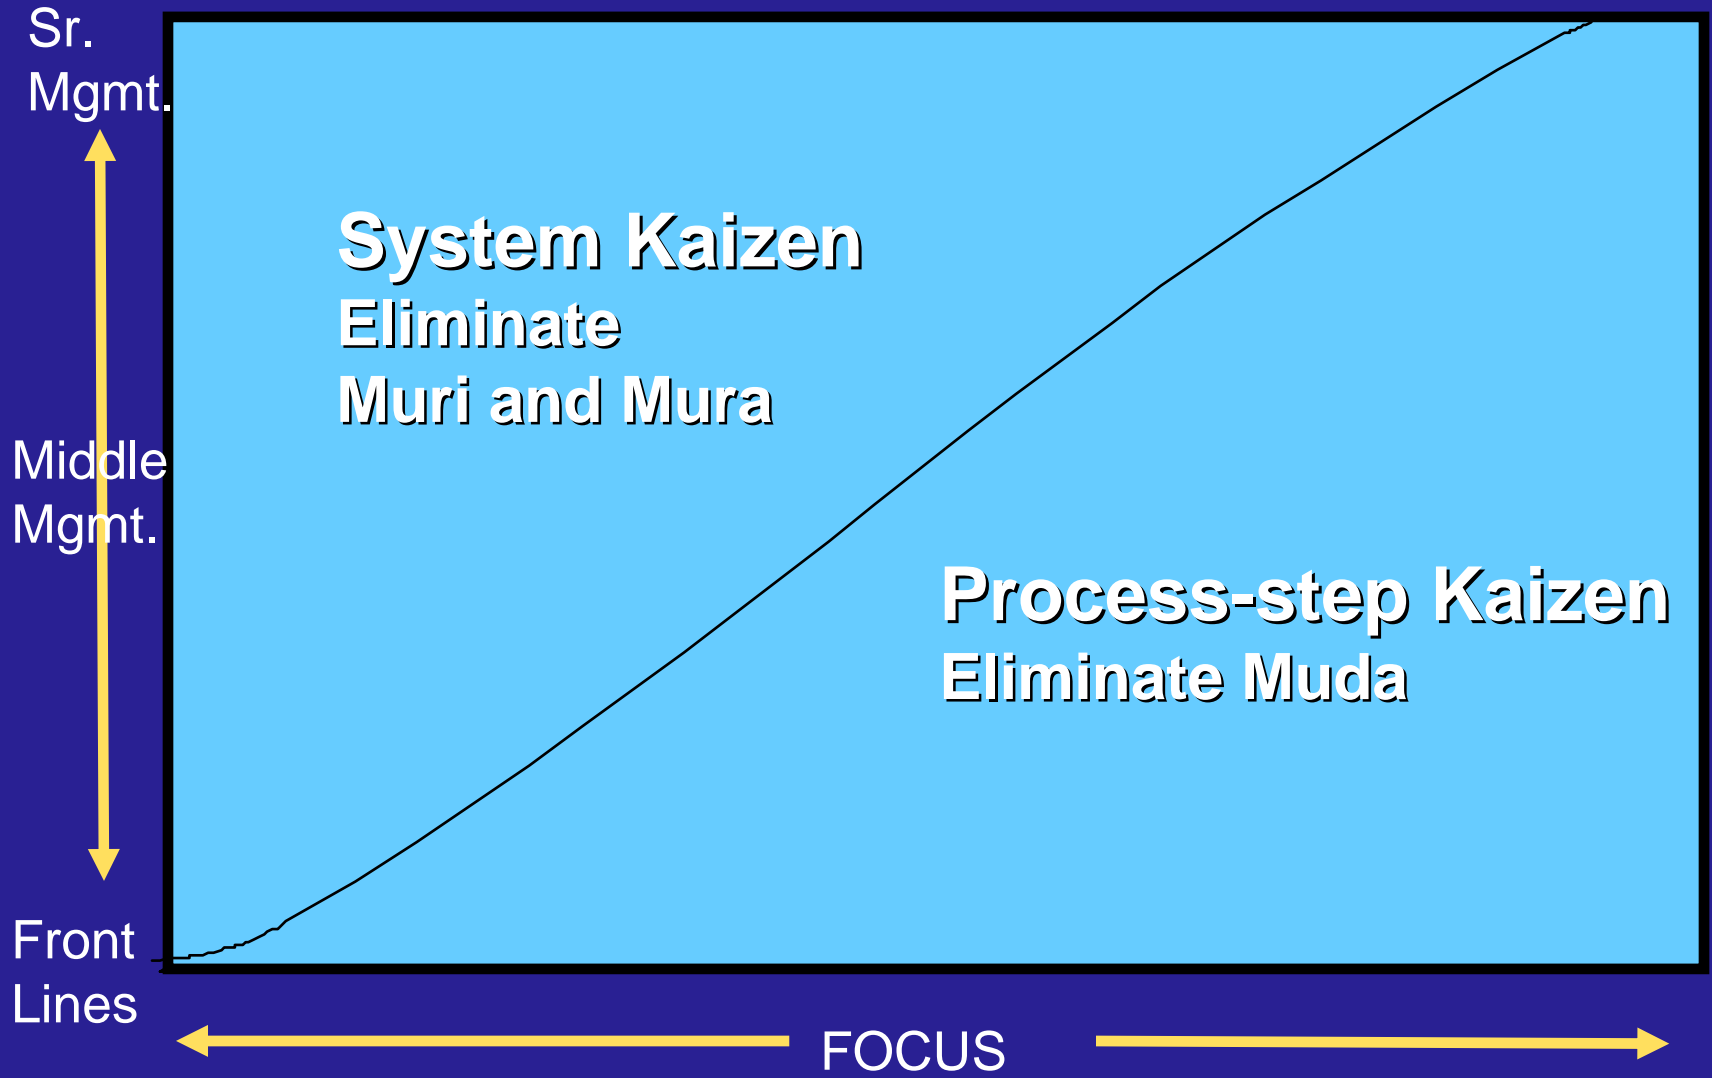 Sr.
Mgmt.
System Kaizen
Eliminate
Muri and Mura
Middle
Mgmt.
Process-step Kaizen
Eliminate Muda
Front
Lines
FOCUS